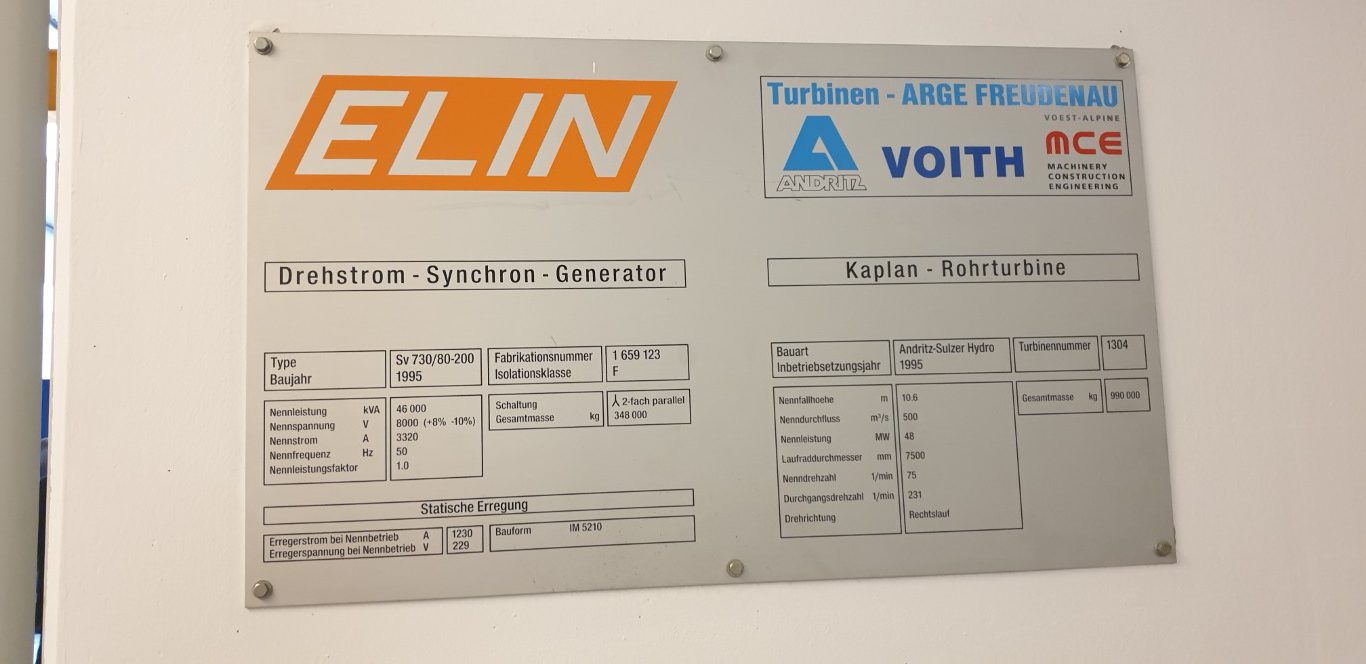 ELIN
Drehstrom - Synchron - Generator
Type Sv 730/80-200 Fabrikationsnummer 1 659 123
Baujahr 1995 Isolationsklasse F
Nennleistung kVA 46 000
Nennspannung V 8000 (+8% -10%)
Nennstrom A 3320
Nennfrequenz Hz 50
Nennleistungsfaktor 1.0
Schaltung 2-fach parallel
Gesamtmasse kg 348 000
Statische Erregung
Erregerstrom bei Nennbetrieb A 1230
Erregerspannung bei Nennbetrieb V 229
Bauform IM 5210
Turbinen - ARGE FREUDENAU
ANDRITZ
VOITH
VOEST-ALPINE
MCE
MACHINERY
CONSTRUCTION
ENGINEERING
Kaplan - Rohrturbine
Bauart Andritz-Sulzer Hydro Turbinennummer 1304
Inbetriebsetzungsjahr 1995
Nennfallhoehe m 10.6
Nenndurchfluss m³/s 500
Nennleistung MW 48
Laufraddurchmesser mm 7500
Nenndrehzahl 1/min 75
Durchgangsdrehzahl 1/min 231
Drehrichtung Rechtslauf
Gesamtmasse kg 990 000